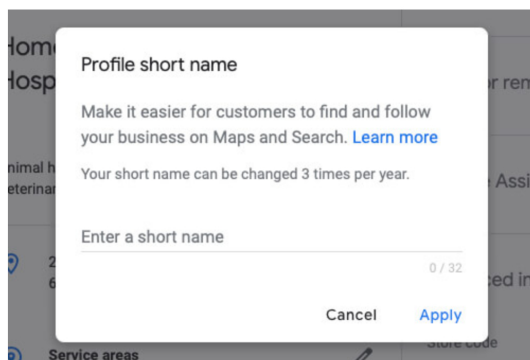 Profile short name
Make it easier for customers to find and follow
your business on Maps and Search. Learn more
Your short name can be changed 3 times per year.
Enter a short name
0 / 32
Cancel
Apply
Service areas
Store code